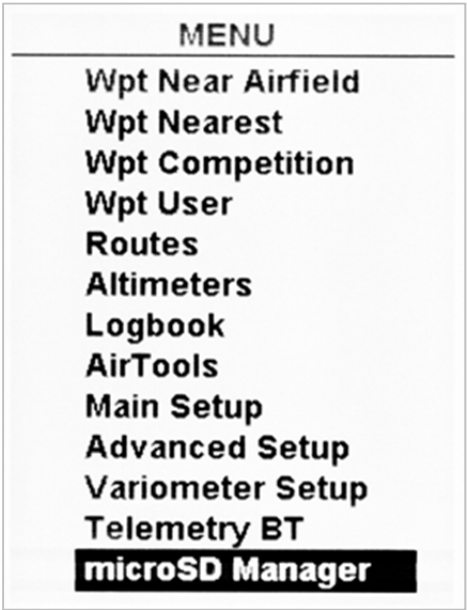 MENU
Wpt Near Airfield
Wpt Nearest
Wpt Competition
Wpt User
Routes
Altimeters
Logbook
AirTools
Main Setup
Advanced Setup
Variometer Setup
Telemetry BT
microSD Manager